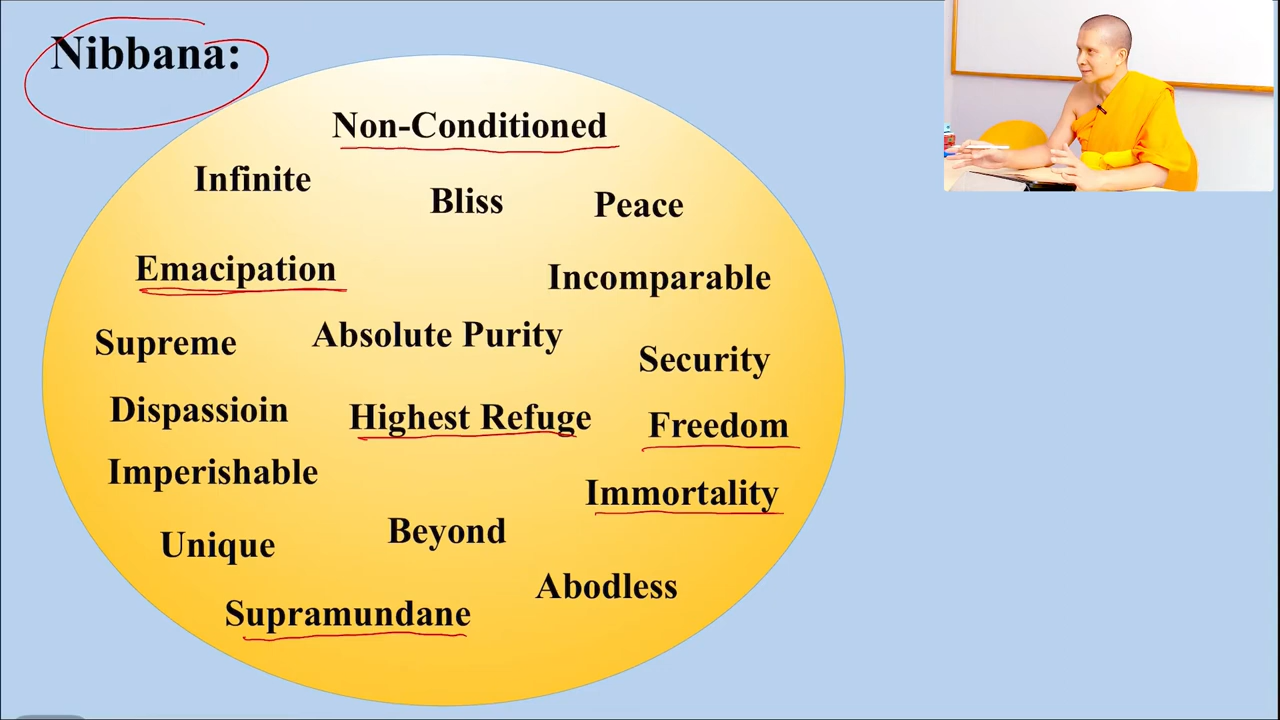 Nibbana:
Non-Conditioned
Infinite
Bliss
Peace
Emacipation
Incomparable
Supreme
Absolute Purity
Security
Dispassioin
Highest Refuge
Freedom
Imperishable
Immortality
Unique
Beyond
Abodless
Supramundane